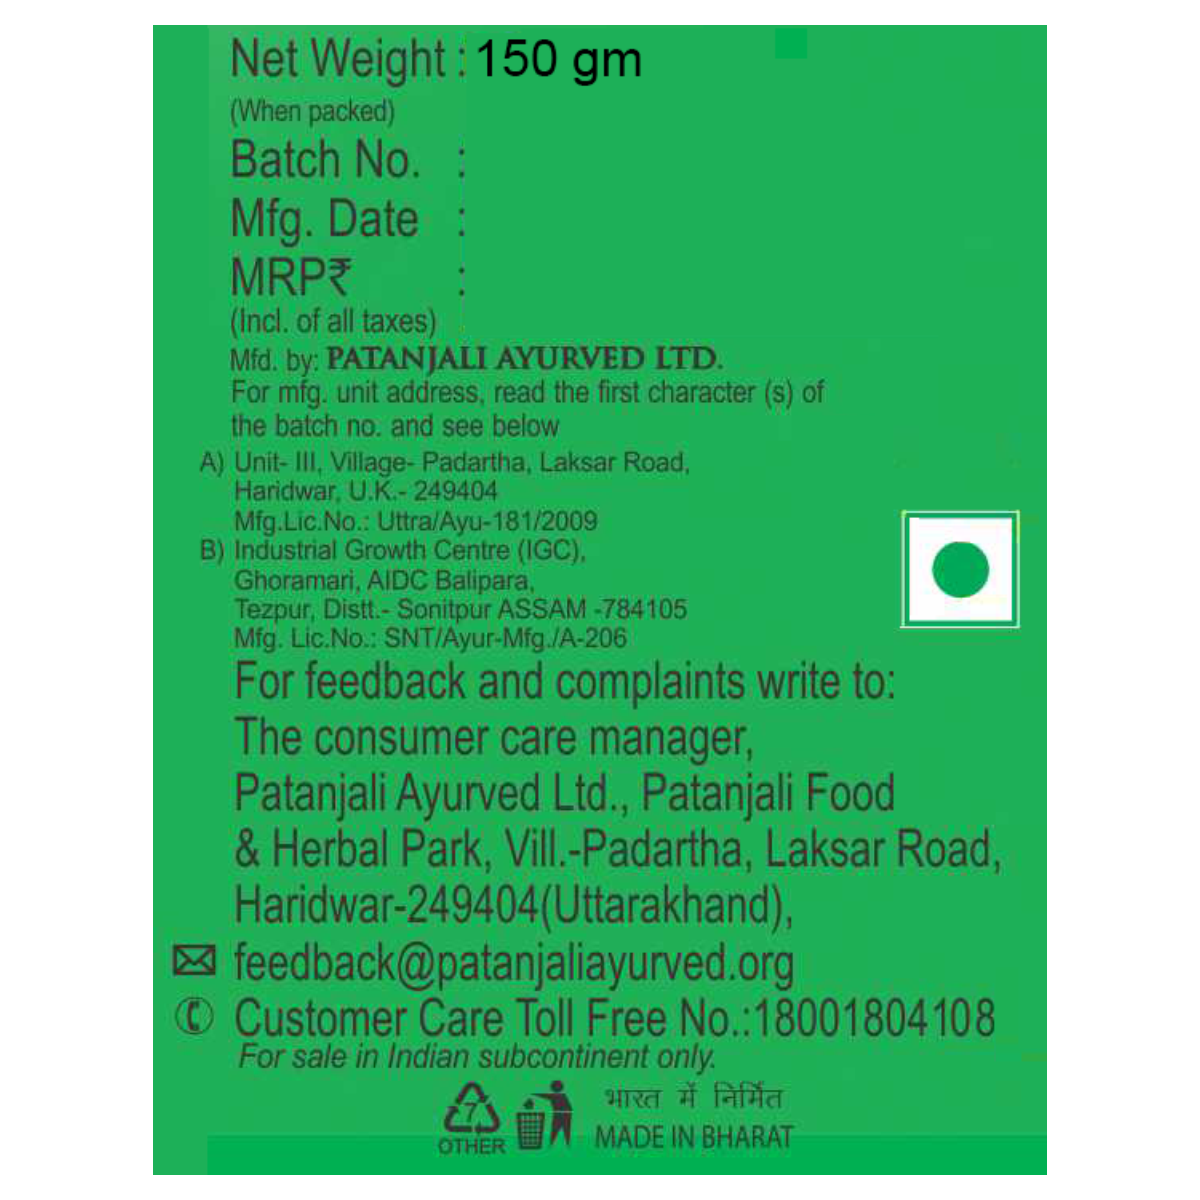 Net Weight : 150 gm
(When packed)
Batch No. :
Mfg. Date :
MRP₹ :
(Incl. of all taxes)
Mfd. by: PATANJALI AYURVED LTD.
For mfg. unit address, read the first character (s) of
the batch no. and see below
A) Unit- III, Village- Padartha, Laksar Road,
Haridwar, U.K.- 249404
Mfg.Lic.No.: Uttra/Ayu-181/2009
B) Industrial Growth Centre (IGC),
Ghoramari, AIDC Balipara,
Tezpur, Distt.- Sonitpur ASSAM -784105
Mfg. Lic.No.: SNT/Ayur-Mfg./A-206
For feedback and complaints write to:
The consumer care manager,
Patanjali Ayurved Ltd., Patanjali Food
& Herbal Park, Vill.-Padartha, Laksar Road,
Haridwar-249404(Uttarakhand),
feedback@patanjaliayurved.org
Customer Care Toll Free No.:18001804108
For sale in Indian subcontinent only.
7
OTHER
भारत में निर्मित
MADE IN BHARAT